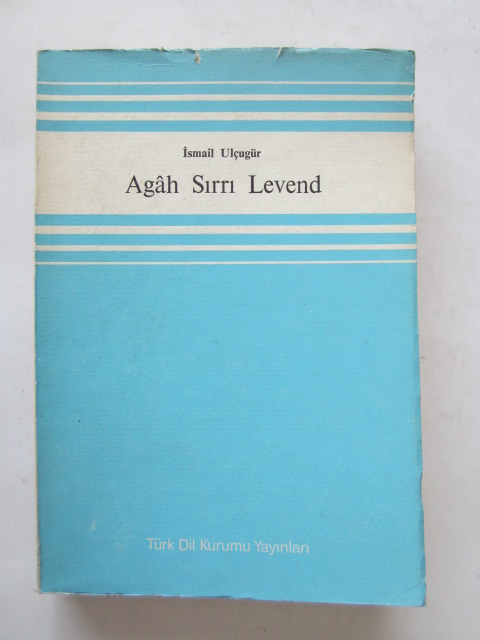 İsmail Ulçugür
Agâh Sırrı Levend
Türk Dil Kurumu Yayınları